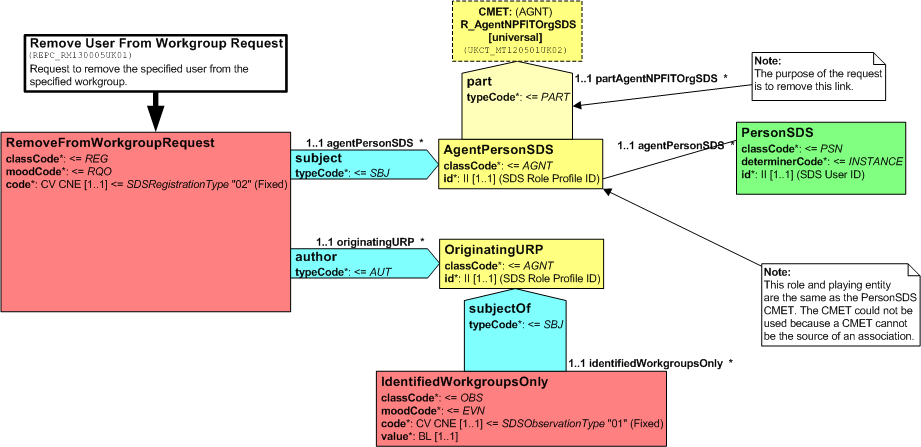 CMET: (AGNT)
R_AgentNPFITOrgSDS
[universal]
(UKCT_MT120501UK02)
Remove User From Workgroup Request
(REPC_RM130005UK01)
Request to remove the specified user from the
specified workgroup.
part
typeCode*: <= PART
1..1 partAgentNPFITOrgSDS *
Note:
The purpose of the request
is to remove this link.
RemoveFromWorkgroupRequest
classCode*: <= REG
moodCode*: <= RQO
code*: CV CNE [1..1] <= SDSRegistrationType "02" (Fixed)
1..1 agentPersonSDS *
subject
typeCode*: <= SBJ
AgentPersonSDS
classCode*: <= AGNT
id*: II [1..1] (SDS Role Profile ID)
1..1 agentPersonSDS *
PersonSDS
classCode*: <= PSN
determinerCode*: <= INSTANCE
id*: II [1..1] (SDS User ID)
1..1 originatingURP *
author
typeCode*: <= AUT
OriginatingURP
classCode*: <= AGNT
id*: II [1..1] (SDS Role Profile ID)
Note:
This role and playing entity
are the same as the PersonSDS
CMET. The CMET could not be
used because a CMET cannot
be the source of an association.
subjectOf
typeCode*: <= SBJ
1..1 identifiedWorkgroupsOnly *
IdentifiedWorkgroupsOnly
classCode*: <= OBS
moodCode*: <= EVN
code*: CV CNE [1..1] <= SDSObservationType "01" (Fixed)
value*: BL [1..1]